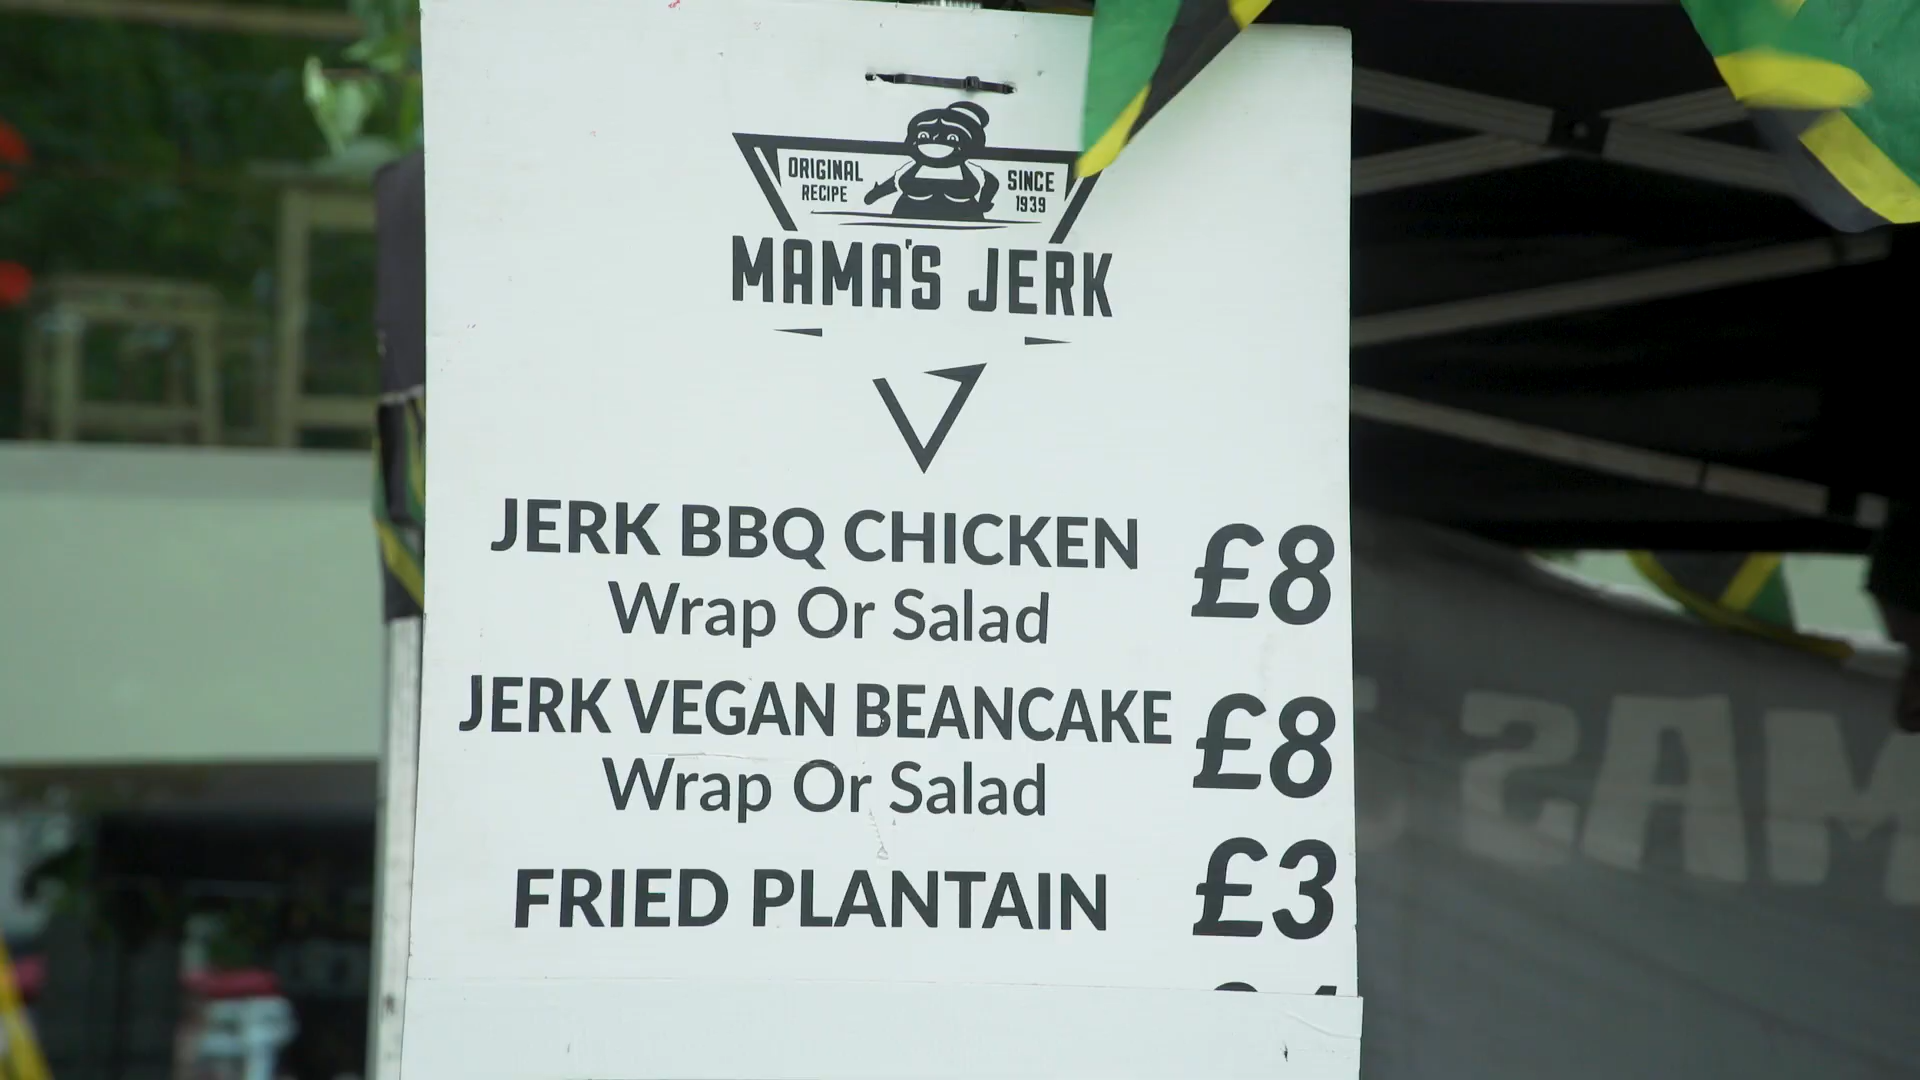 ORIGINAL RECIPE
SINCE 1939
MAMA'S JERK
JERK BBQ CHICKEN £8
Wrap Or Salad
JERK VEGAN BEANCAKE £8
Wrap Or Salad
FRIED PLANTAIN £3
MAMA'S